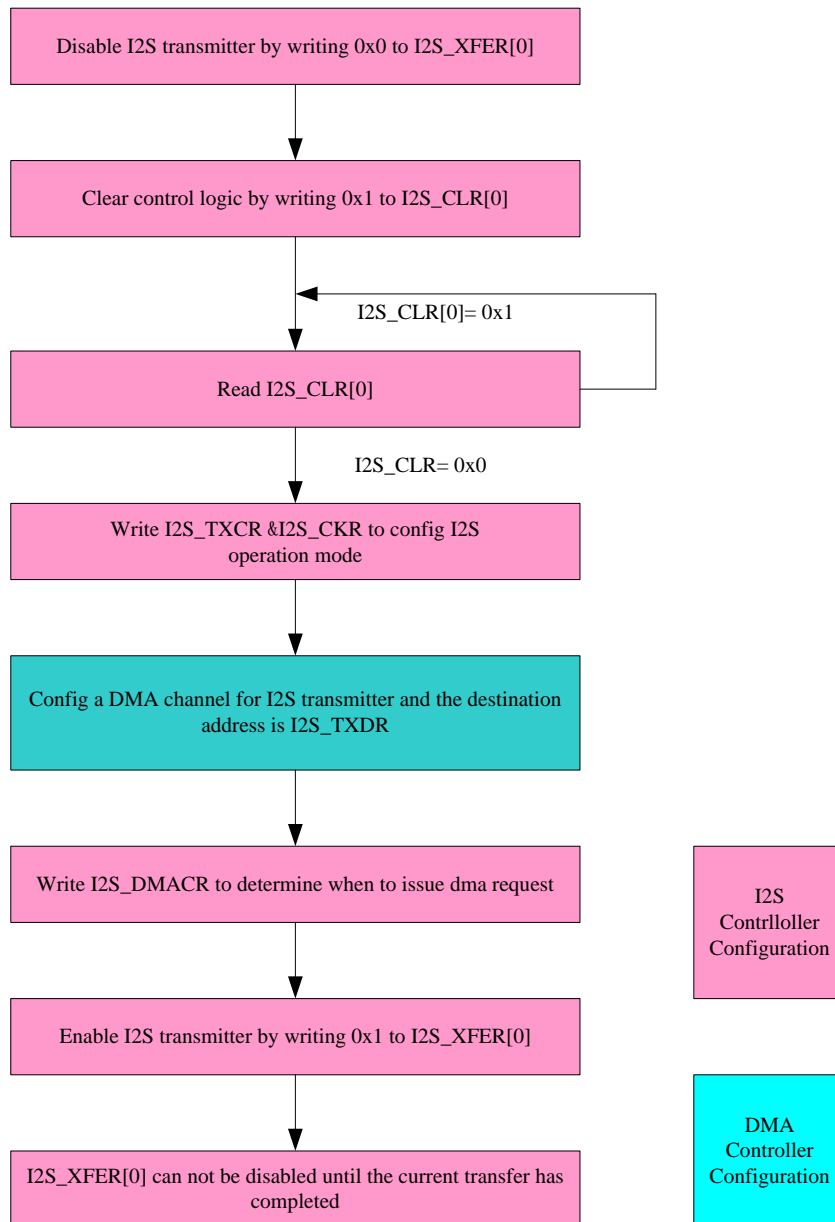 Disable I2S transmitter by writing 0x0 to I2S_XFER[0]
Clear control logic by writing 0x1 to I2S_CLR[0]
I2S_CLR[0]= 0x1
Read I2S_CLR[0]
I2S_CLR= 0x0
Write I2S_TXCR &I2S_CKR to config I2S
operation mode
Config a DMA channel for I2S transmitter and the destination
address is I2S_TXDR
Write I2S_DMACR to determine when to issue dma request
I2S
Contrlloller
Configuration
Enable I2S transmitter by writing 0x1 to I2S_XFER[0]
I2S_XFER[0] can not be disabled until the current transfer has
completed
DMA
Controller
Configuration